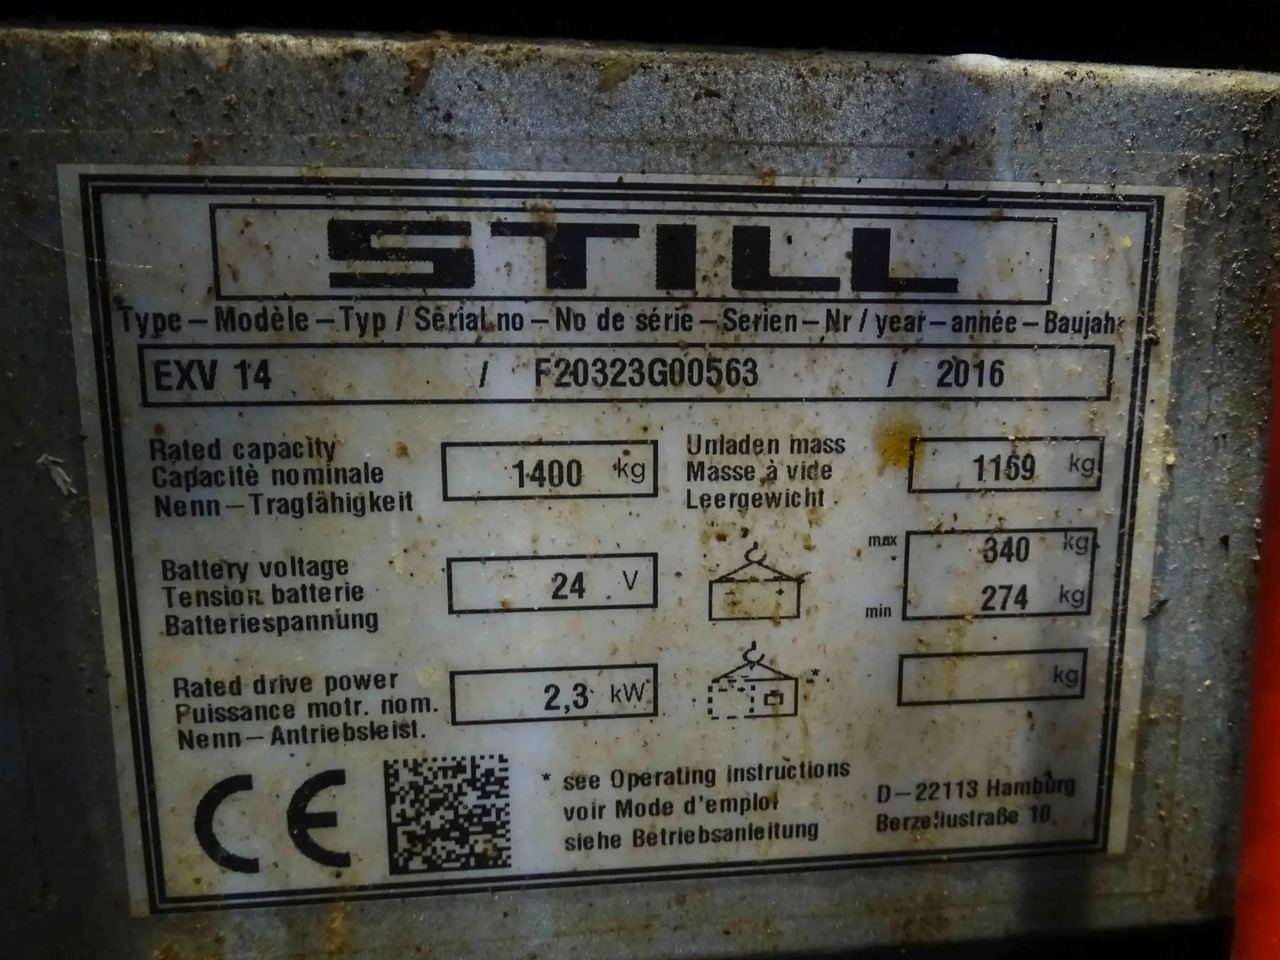 STILL
Type – Modèle – Typ / Sérial no – No de série – Serien – Nr / year – année – Baujahr
EXV 14 / F20323G00563 / 2016
Rated capacity
Capacitè nominale
Nenn – Tragfähigkeit
1400 kg
Unladen mass
Masse à vide
Leergewicht
1159 kg
Battery voltage
Tension batterie
Batteriespannung
24 V
max 340 kg
min 274 kg
Rated drive power
Puissance motr. nom.
Nenn – Antriebsleist.
2,3 kW
*
kg
CE
* see Operating instructions
voir Mode d'emploi
siehe Betriebsanleitung
D – 22113 Hamburg
Berzeliustraße 10